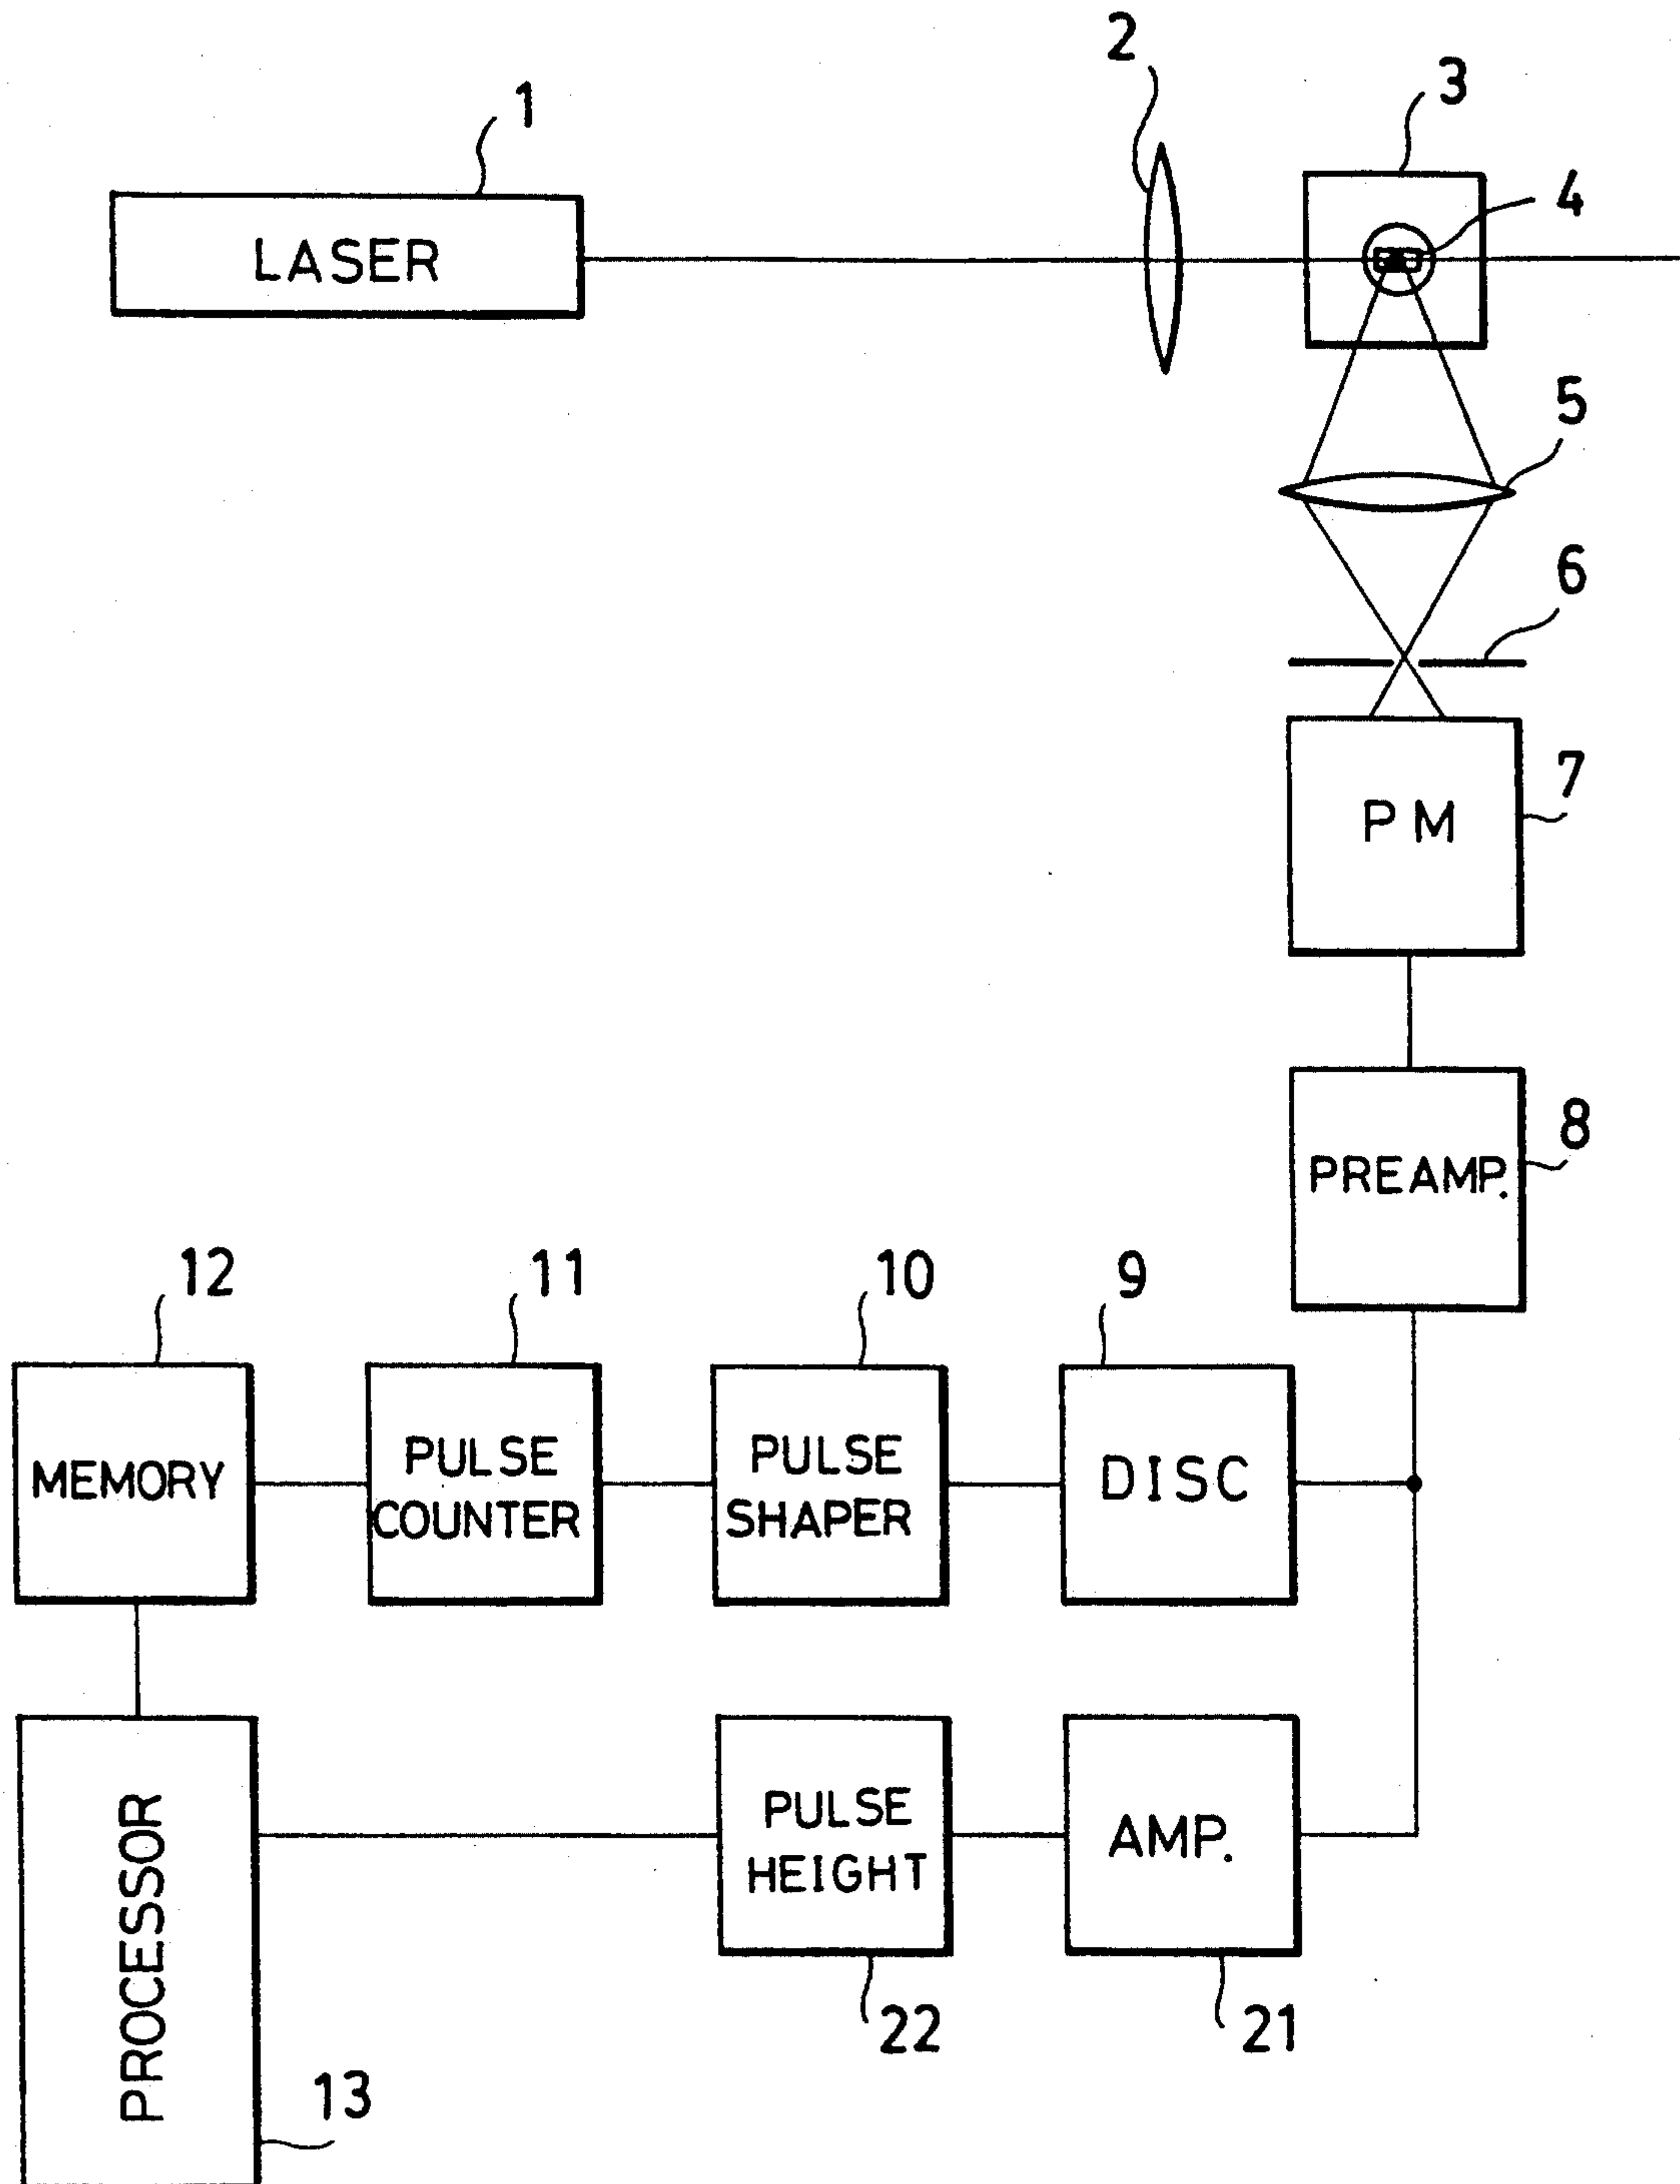 2
3
1
4
LASER
5
6
7
PM
8
PREAMP.
12
11
10
9
MEMORY
PULSE
COUNTER
PULSE
SHAPER
DISC
PROCESSOR
PULSE
HEIGHT
AMP.
22
21
13